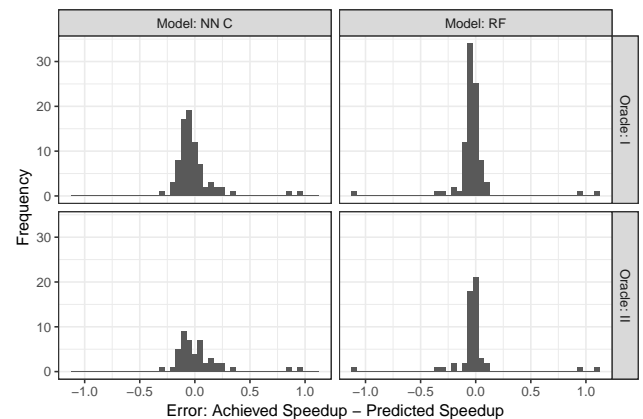 Model: NN C
Model: RF
Oracle: I
Oracle: II
Frequency
30
20
10
0
30
20
10
0
−1.0 −0.5 0.0 0.5 1.0 −1.0 −0.5 0.0 0.5 1.0
Error: Achieved Speedup − Predicted Speedup